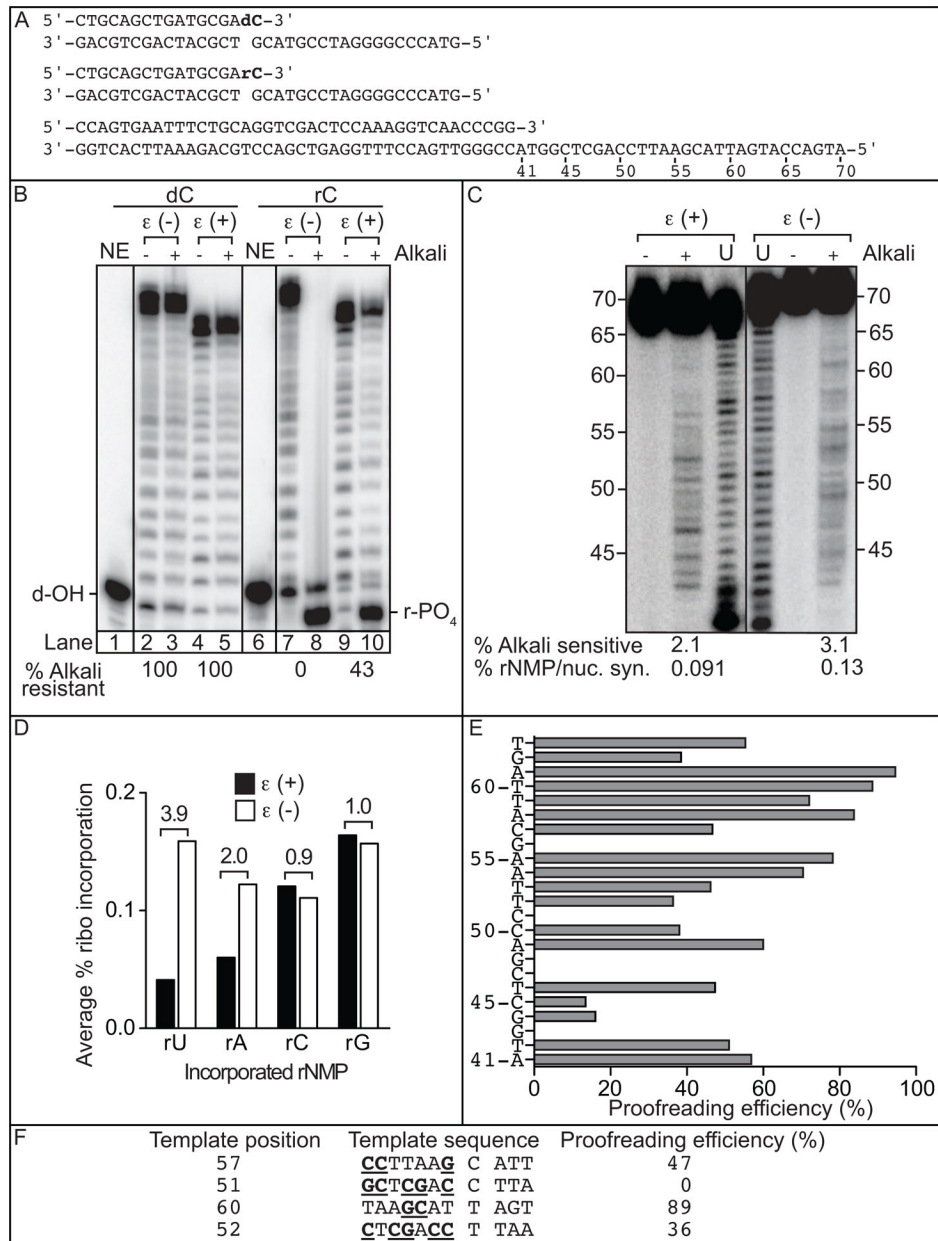 A
5'-CTGCAGCTGATGCGAdC-3'
3'-GACGTCGACTACGCT GCATGCCTAGGGGCCCATG-5'
5'-CTGCAGCTGATGCGArC-3'
3'-GACGTCGACTACGCT GCATGCCTAGGGGCCCATG-5'
5'-CCAGTGAATTTCTGCAGGTCGACTCCAAAGGTCAACCCGG-3'
3'-GGTCACTTAAAGACGTCCAGCTGAGGTTTCCAGTTGGGCCATGGCTCGACCTTAAGCATTAGTACCAGTA-5'
41 45 50 55 60 65 70
B
dC rC
ε (-) ε (+) ε (-) ε (+)
NE - + - + NE - + - + Alkali
d-OH
r-PO4
Lane 1 2 3 4 5 6 7 8 9 10
% Alkali resistant 100 100 0 43
C
ε (+) ε (-)
- + U U - + Alkali
70 70
65 65
60 60
55 55
50 50
45 45
% Alkali sensitive 2.1 3.1
% rNMP/nuc. syn. 0.091 0.13
D
ε (+)
ε (-)
Average % ribo incorporation
0.2
0.1
0.0
3.9 2.0 0.9 1.0
rU rA rC rG
Incorporated rNMP
E
T
G
A
60-T
T
A
C
G
55-A
A
T
T
C
50-C
A
G
C
T
45-C
G
G
T
41-A
0 20 40 60 80 100
Proofreading efficiency (%)
F
Template position Template sequence Proofreading efficiency (%)
57 CCTTAAG C ATT 47
51 GCTCGAC C TTA 0
60 TAAGCAT T AGT 89
52 CTCGACC T TAA 36